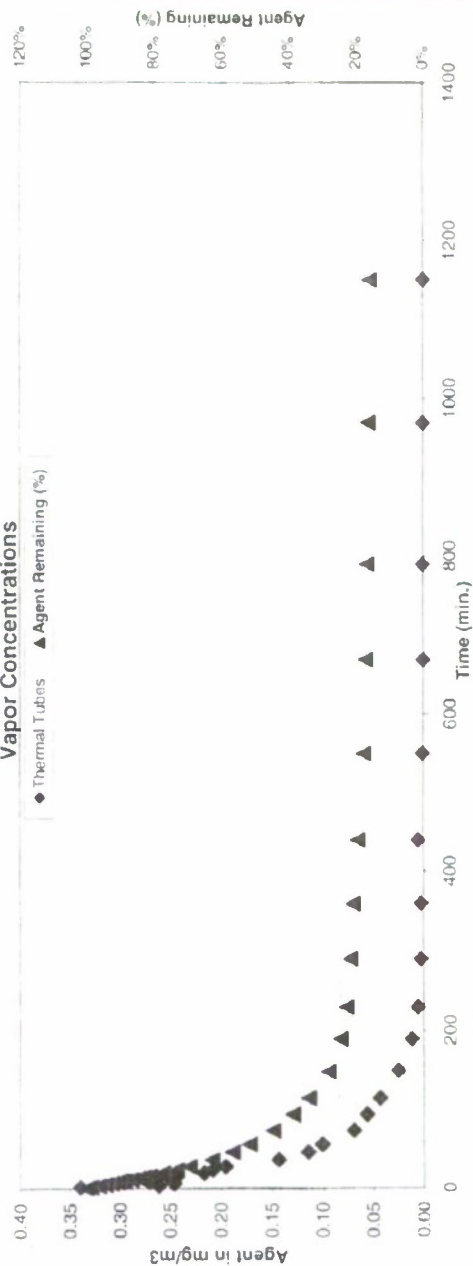 Vapor Concentrations
◆ Thermal Tubes ▲ Agent Remaining (%)
Agent in mg/m3
0.40
0.35
0.30
0.25
0.20
0.15
0.10
0.05
0.00
Agent Remaining (%)
120%
100%
80%
60%
40%
20%
0%
0 200 400 600 800 1000 1200 1400
Time (min.)